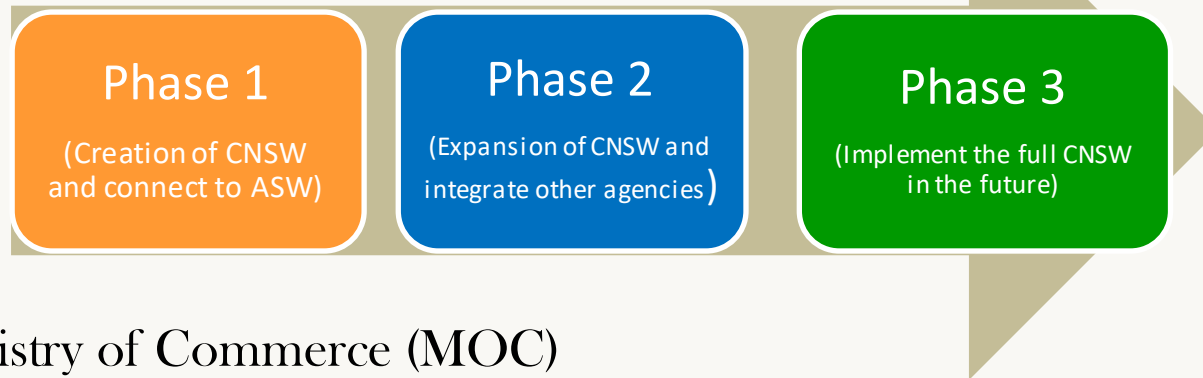 Phase 1
(Creation of CNSW
and connect to ASW)
Phase 2
(Expansion of CNSW and
integrate other agencies)
Phase 3
(Implement the full CNSW
in the future)
istry of Commerce (MOC)